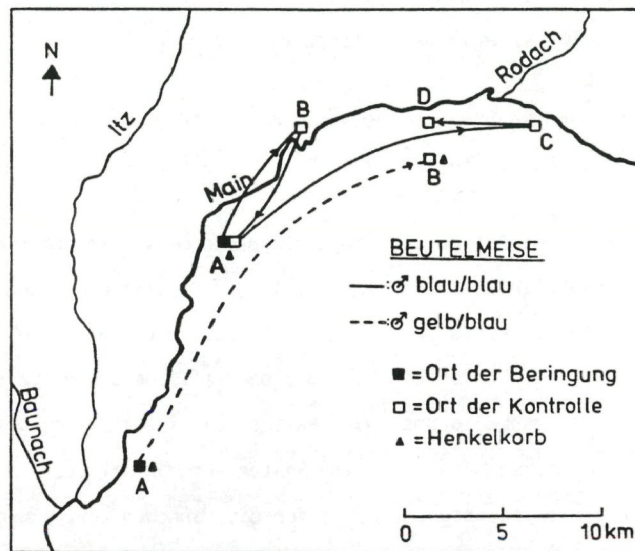 N
Itz
Rodach
D
B
C
Main
B
A
BEUTELMEISE
♂ blau/blau
♂ gelb/blau
■ = Ort der Beringung
□ = Ort der Kontrolle
▲ = Henkelkorb
Baunach
A
0 5 10 km